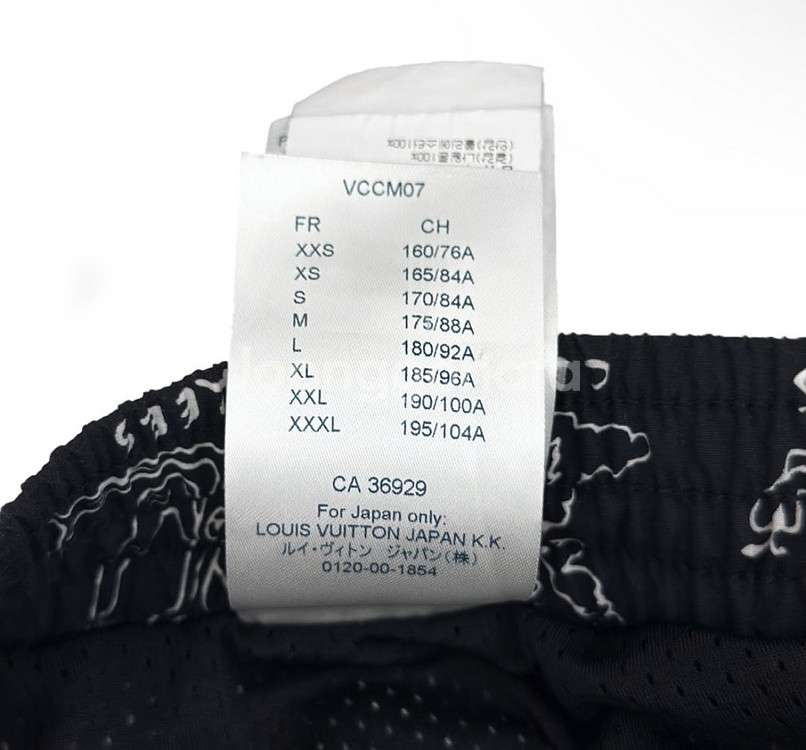 VCCM07
FR CH
XXS 160/76A
XS 165/84A
S 170/84A
M 175/88A
L 180/92A
XL 185/96A
XXL 190/100A
XXXL 195/104A
CA 36929
For Japan only:
LOUIS VUITTON JAPAN K.K.
ルイ・ヴィトン ジャパン(株)
0120-00-1854